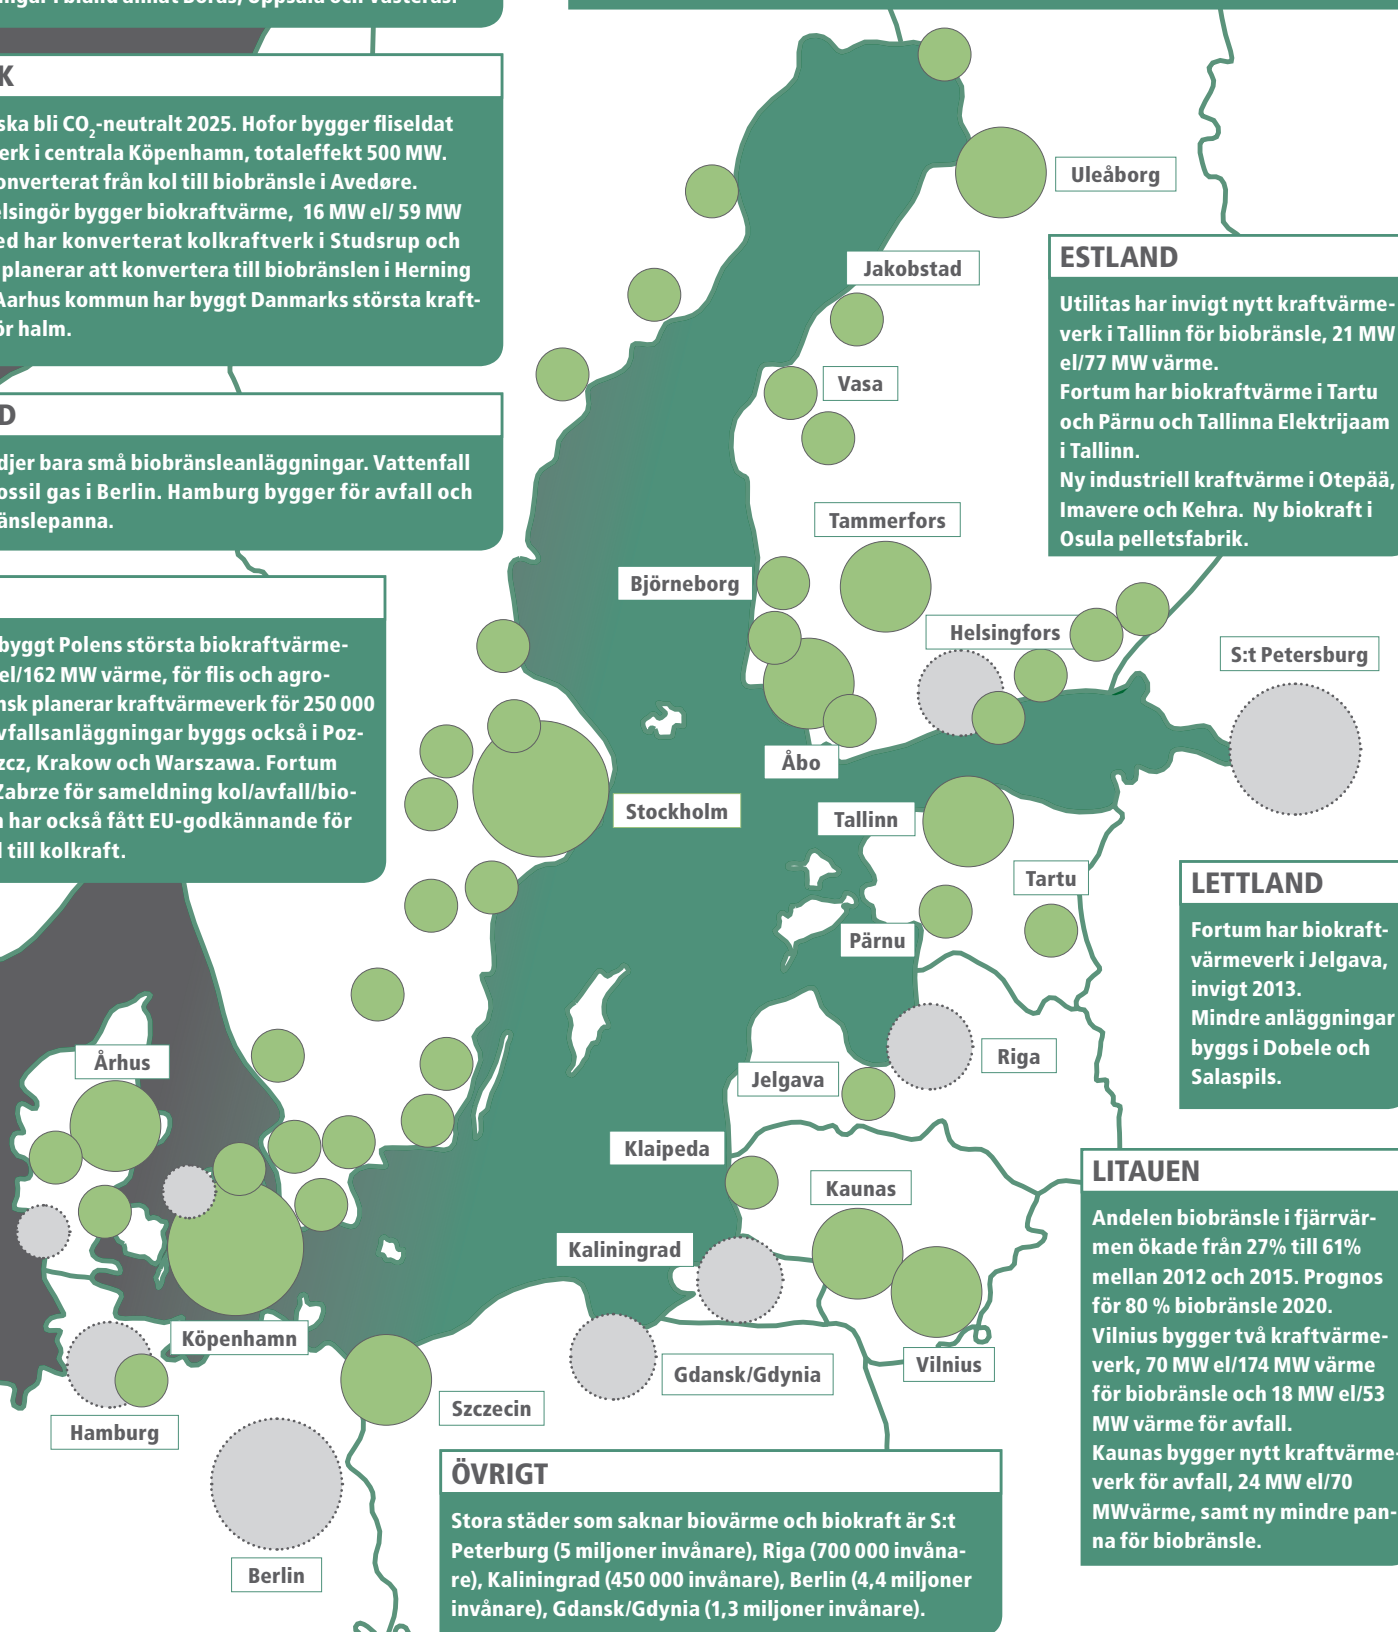 ingar i bland annat Borås, Uppsala och Västerås.
K
ska bli CO2-neutralt 2025. Hofor bygger fliseldat
erk i centrala Köpenhamn, totaleffekt 500 MW.
onverterat från kol till biobränsle i Avedøre.
elsingör bygger biokraftvärme, 16 MW el/ 59 MW
ed har konverterat kolkraftverk i Studsrup och
planerar att konvertera till biobränslen i Herning
Aarhus kommun har byggt Danmarks största kraft-
ör halm.
D
djer bara små biobränsleanläggningar. Vattenfall
ossil gas i Berlin. Hamburg bygger för avfall och
änslepanna.
byggt Polens största biokraftvärme-
el/162 MW värme, för flis och agro-
nsk planerar kraftvärmeverk för 250 000
vfallsanläggningar byggs också i Poz-
zcz, Krakow och Warszawa. Fortum
Zabrze för sameldning kol/avfall/bio-
n har också fått EU-godkännande för
l till kolkraft.
Uleåborg
Jakobstad
Vasa
Tammerfors
Björneborg
Helsingfors
S:t Petersburg
Åbo
Stockholm
Tallinn
Tartu
Pärnu
Riga
Jelgava
Århus
Klaipeda
Kaunas
Kaliningrad
Köpenhamn
Vilnius
Gdansk/Gdynia
Szczecin
Hamburg
Berlin
ESTLAND
Utilitas har invigt nytt kraftvärme-
verk i Tallinn för biobränsle, 21 MW
el/77 MW värme.
Fortum har biokraftvärme i Tartu
och Pärnu och Tallinna Elektrijaam
i Tallinn.
Ny industriell kraftvärme i Otepää,
Imavere och Kehra. Ny biokraft i
Osula pelletsfabrik.
LETTLAND
Fortum har biokraft-
värmeverk i Jelgava,
invigt 2013.
Mindre anläggningar
byggs i Dobele och
Salaspils.
LITAUEN
Andelen biobränsle i fjärrvär-
men ökade från 27% till 61%
mellan 2012 och 2015. Prognos
för 80 % biobränsle 2020.
Vilnius bygger två kraftvärme-
verk, 70 MW el/174 MW värme
för biobränsle och 18 MW el/53
MW värme för avfall.
Kaunas bygger nytt kraftvärme-
verk för avfall, 24 MW el/70
MWvärme, samt ny mindre pan-
na för biobränsle.
ÖVRIGT
Stora städer som saknar biovärme och biokraft är S:t
Peterburg (5 miljoner invånare), Riga (700 000 invåna-
re), Kaliningrad (450 000 invånare), Berlin (4,4 miljoner
invånare), Gdansk/Gdynia (1,3 miljoner invånare).